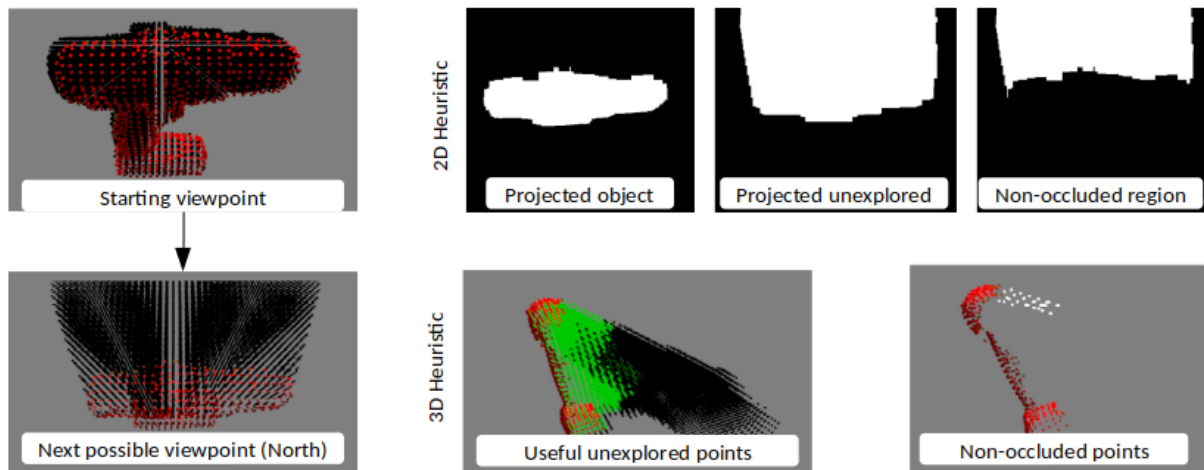 Starting viewpoint
2D Heuristic
Projected object
Projected unexplored
Non-occluded region
Next possible viewpoint (North)
3D Heuristic
Useful unexplored points
Non-occluded points